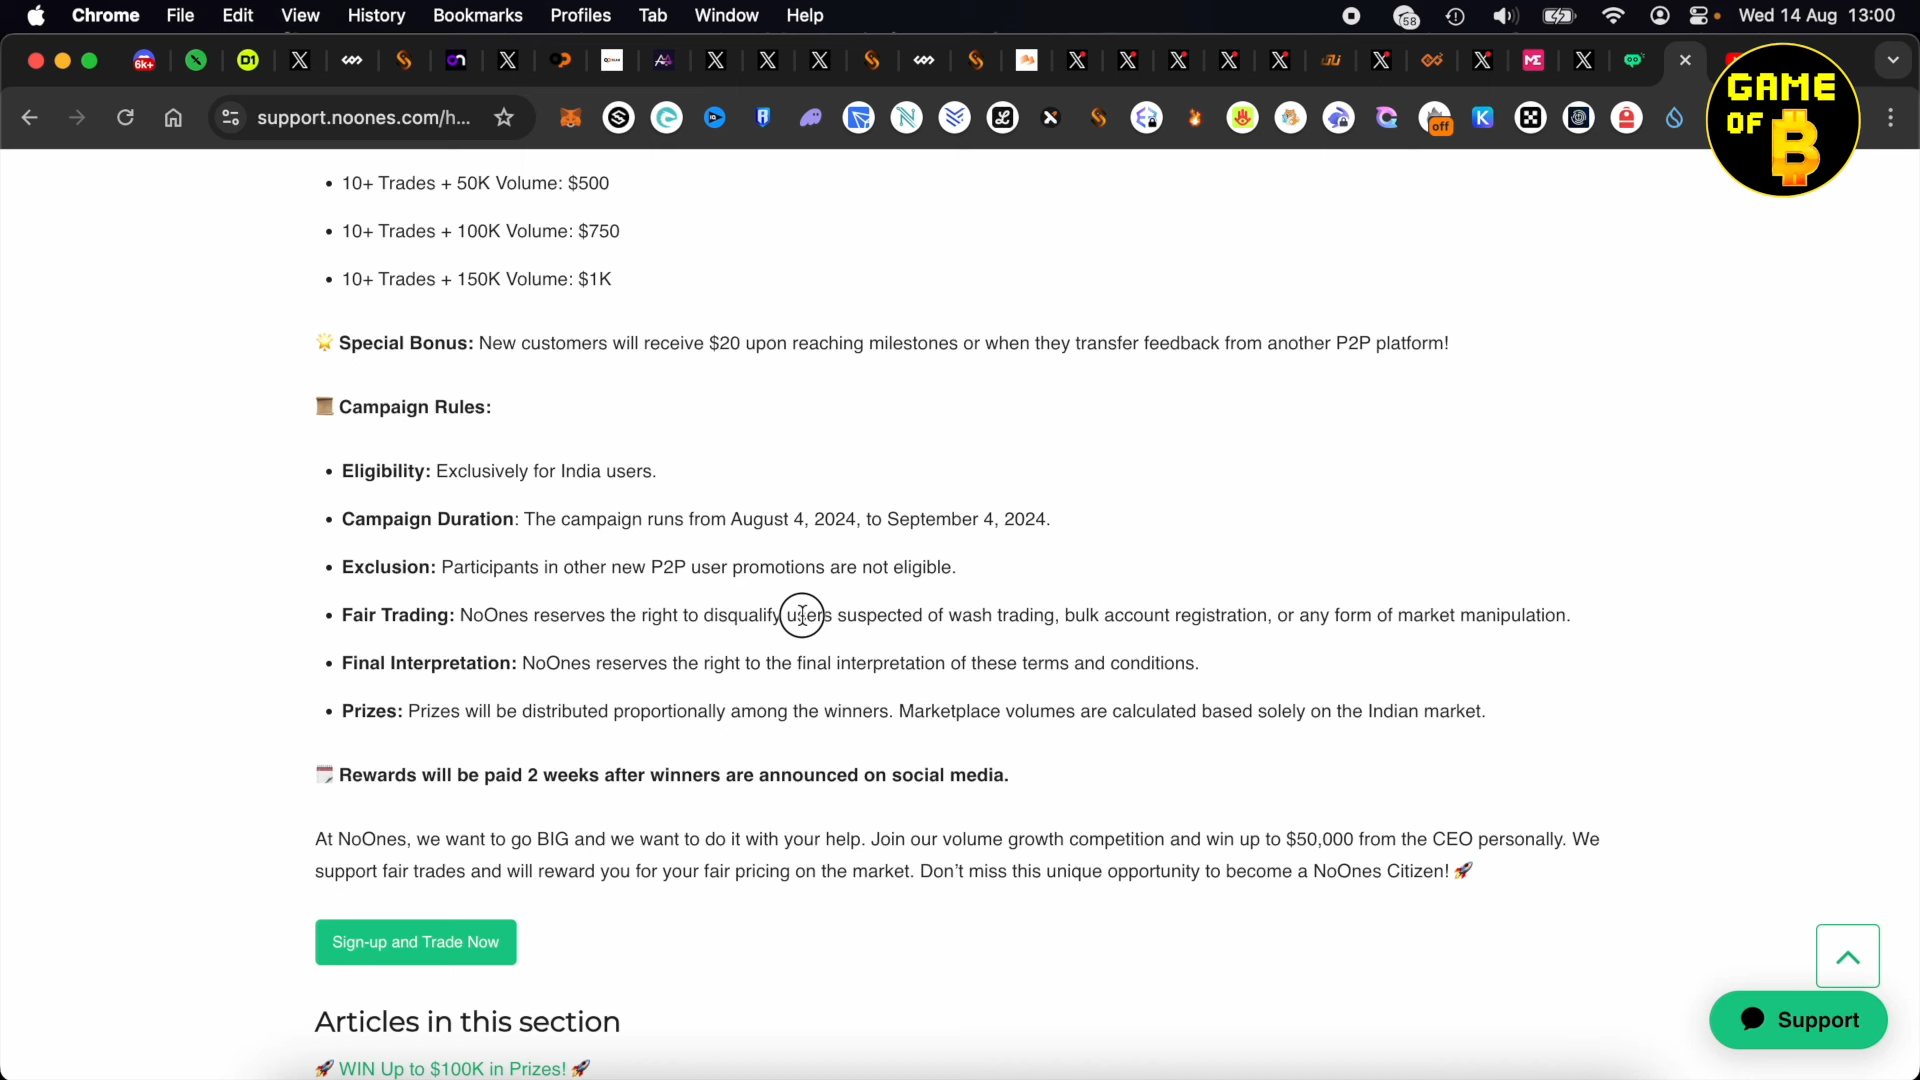 Chrome File Edit View History Bookmarks Profiles Tab Window Help 58 Wed 14 Aug 13:00
6k+ D1
GAME
OF B
support.noones.com/h... off
• 10+ Trades + 50K Volume: $500
• 10+ Trades + 100K Volume: $750
• 10+ Trades + 150K Volume: $1K
🌟 Special Bonus: New customers will receive $20 upon reaching milestones or when they transfer feedback from another P2P platform!
📜 Campaign Rules:
• Eligibility: Exclusively for India users.
• Campaign Duration: The campaign runs from August 4, 2024, to September 4, 2024.
• Exclusion: Participants in other new P2P user promotions are not eligible.
• Fair Trading: NoOnes reserves the right to disqualify users suspected of wash trading, bulk account registration, or any form of market manipulation.
• Final Interpretation: NoOnes reserves the right to the final interpretation of these terms and conditions.
• Prizes: Prizes will be distributed proportionally among the winners. Marketplace volumes are calculated based solely on the Indian market.
🗓️ Rewards will be paid 2 weeks after winners are announced on social media.
At NoOnes, we want to go BIG and we want to do it with your help. Join our volume growth competition and win up to $50,000 from the CEO personally. We
support fair trades and will reward you for your fair pricing on the market. Don’t miss this unique opportunity to become a NoOnes Citizen! 🚀
Sign-up and Trade Now
Support
Articles in this section
🚀 WIN Up to $100K in Prizes! 🚀